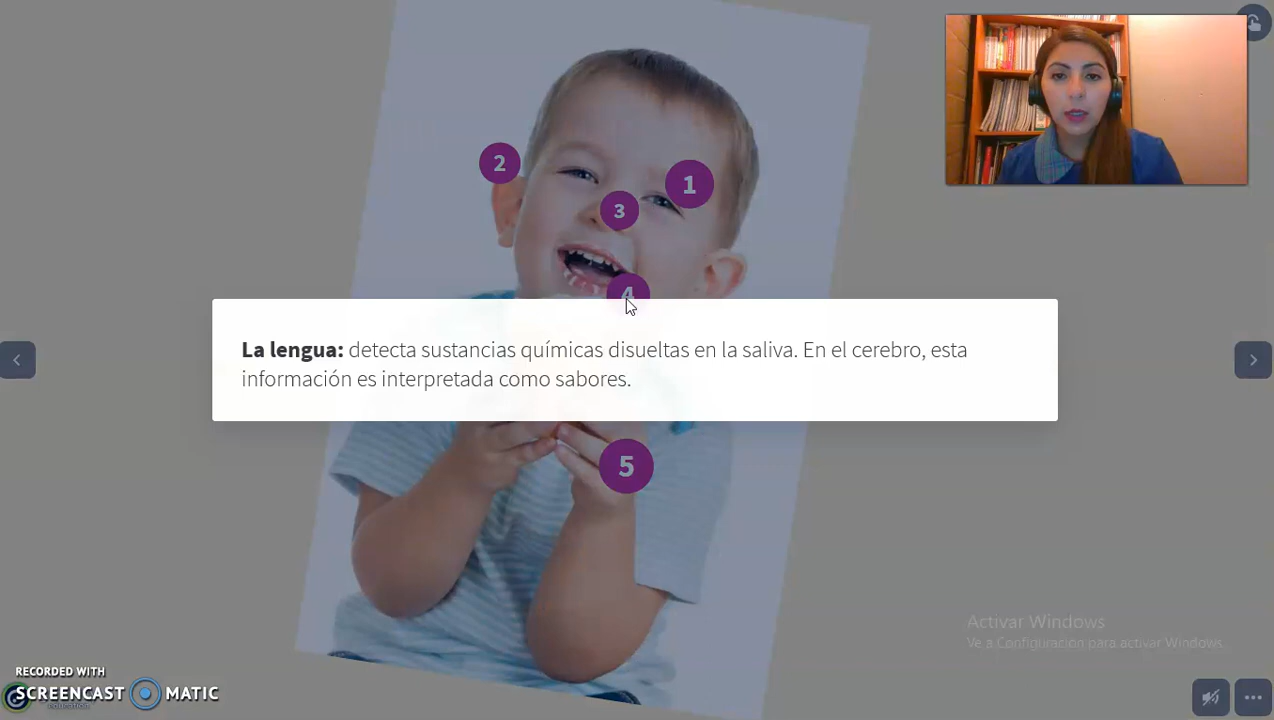 2
1
3
4
La lengua: detecta sustancias químicas disueltas en la saliva. En el cerebro, esta
información es interpretada como sabores.
5
Activar Windows
Ve a Configuración para activar Windows.
RECORDED WITH
SCREENCAST MATIC